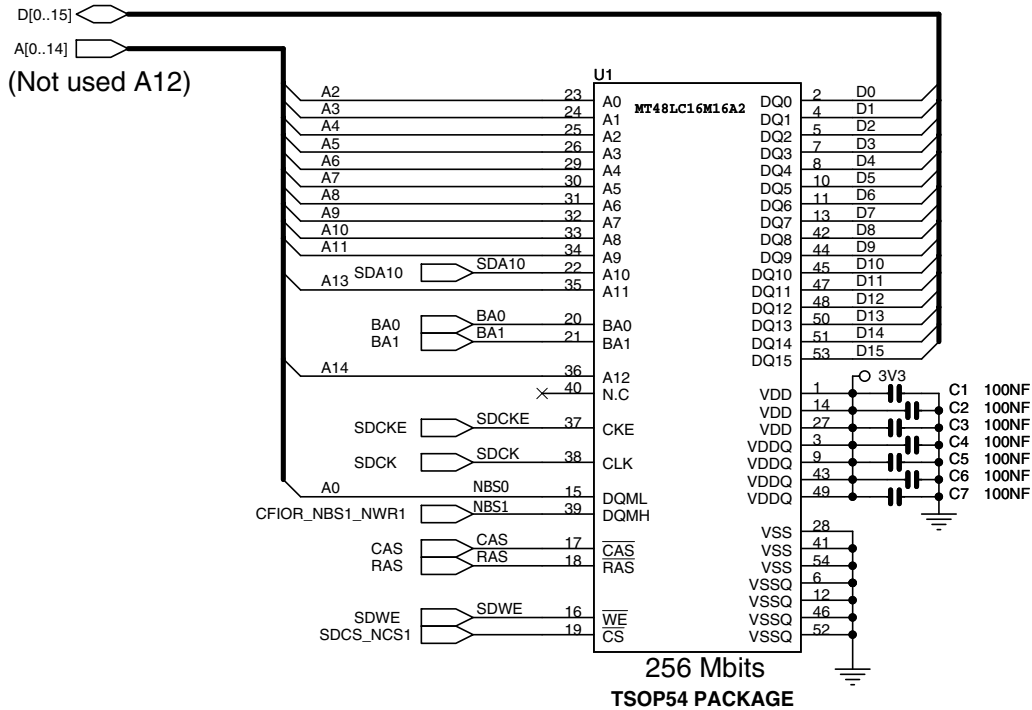 D[0..15]
A[0..14]
(Not used A12)
U1
MT48LC16M16A2
A2 23 A0 DQ0 2 D0
A3 24 A1 DQ1 4 D1
A4 25 A2 DQ2 5 D2
A5 26 A3 DQ3 7 D3
A6 29 A4 DQ4 8 D4
A7 30 A5 DQ5 10 D5
A8 31 A6 DQ6 11 D6
A9 32 A7 DQ7 13 D7
A10 33 A8 DQ8 42 D8
A11 34 A9 DQ9 44 D9
SDA10 SDA10 22 A10 DQ10 45 D10
A13 35 A11 DQ11 47 D11
DQ12 48 D12
BA0 BA0 20 BA0 DQ13 50 D13
BA1 BA1 21 BA1 DQ14 51 D14
DQ15 53 D15
A14 36 A12
3V3
40 N.C VDD 1 C1 100NF
VDD 14 C2 100NF
SDCKE SDCKE 37 CKE VDD 27 C3 100NF
VDDQ 3 C4 100NF
SDCK SDCK 38 CLK VDDQ 9 C5 100NF
VDDQ 43 C6 100NF
A0 NBS0 15 DQML VDDQ 49 C7 100NF
CFIOR_NBS1_NWR1 NBS1 39 DQMH
VSS 28
CAS CAS 17 CAS VSS 41
RAS RAS 18 RAS VSS 54
VSSQ 6
VSSQ 12
SDWE SDWE 16 WE VSSQ 46
SDCS_NCS1 19 CS VSSQ 52
256 Mbits
TSOP54 PACKAGE